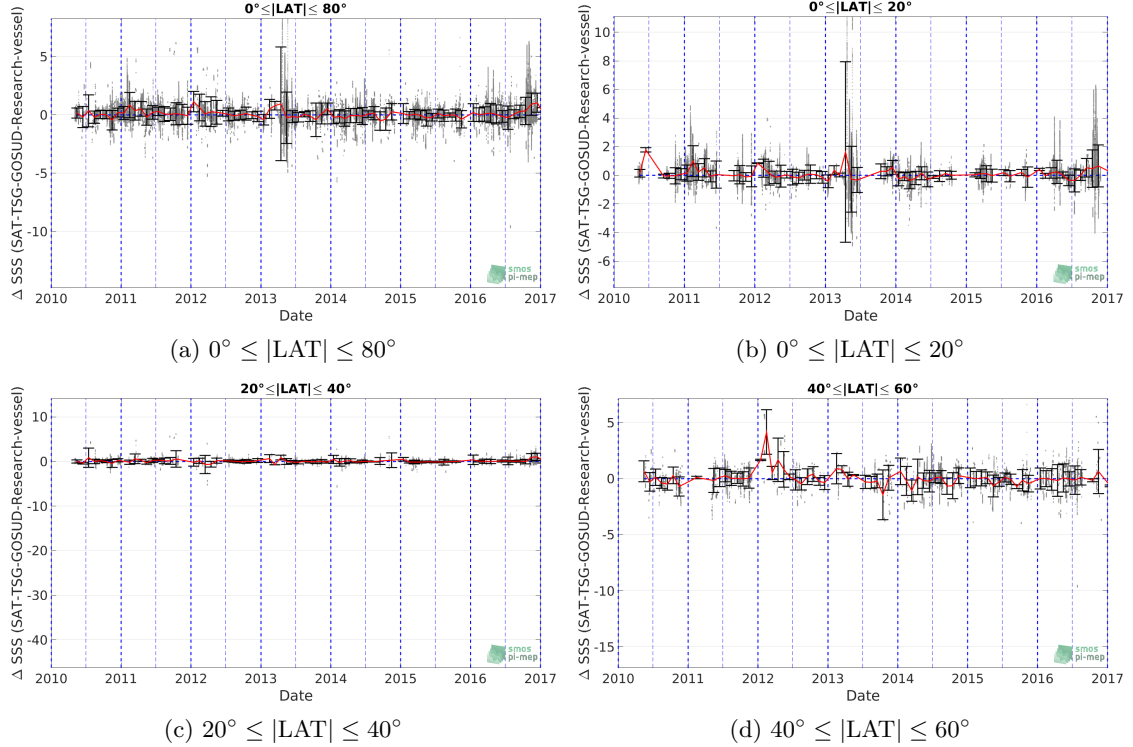 0°≤|LAT|≤ 80°
Δ SSS (SAT-TSG-GOSUD-Research-vessel)
5
0
-5
-10
smos
pi-mep
2010 2011 2012 2013 2014 2015 2016 2017
Date
(a) 0° ≤ |LAT| ≤ 80°
0°≤|LAT|≤ 20°
Δ SSS (SAT-TSG-GOSUD-Research-vessel)
10
8
6
4
2
0
-2
-4
-6
smos
pi-mep
2010 2011 2012 2013 2014 2015 2016 2017
Date
(b) 0° ≤ |LAT| ≤ 20°
20°≤|LAT|≤ 40°
Δ SSS (SAT-TSG-GOSUD-Research-vessel)
10
0
-10
-20
-30
-40
smos
pi-mep
2010 2011 2012 2013 2014 2015 2016 2017
Date
(c) 20° ≤ |LAT| ≤ 40°
40°≤|LAT|≤ 60°
Δ SSS (SAT-TSG-GOSUD-Research-vessel)
5
0
-5
-10
-15
smos
pi-mep
2010 2011 2012 2013 2014 2015 2016 2017
Date
(d) 40° ≤ |LAT| ≤ 60°